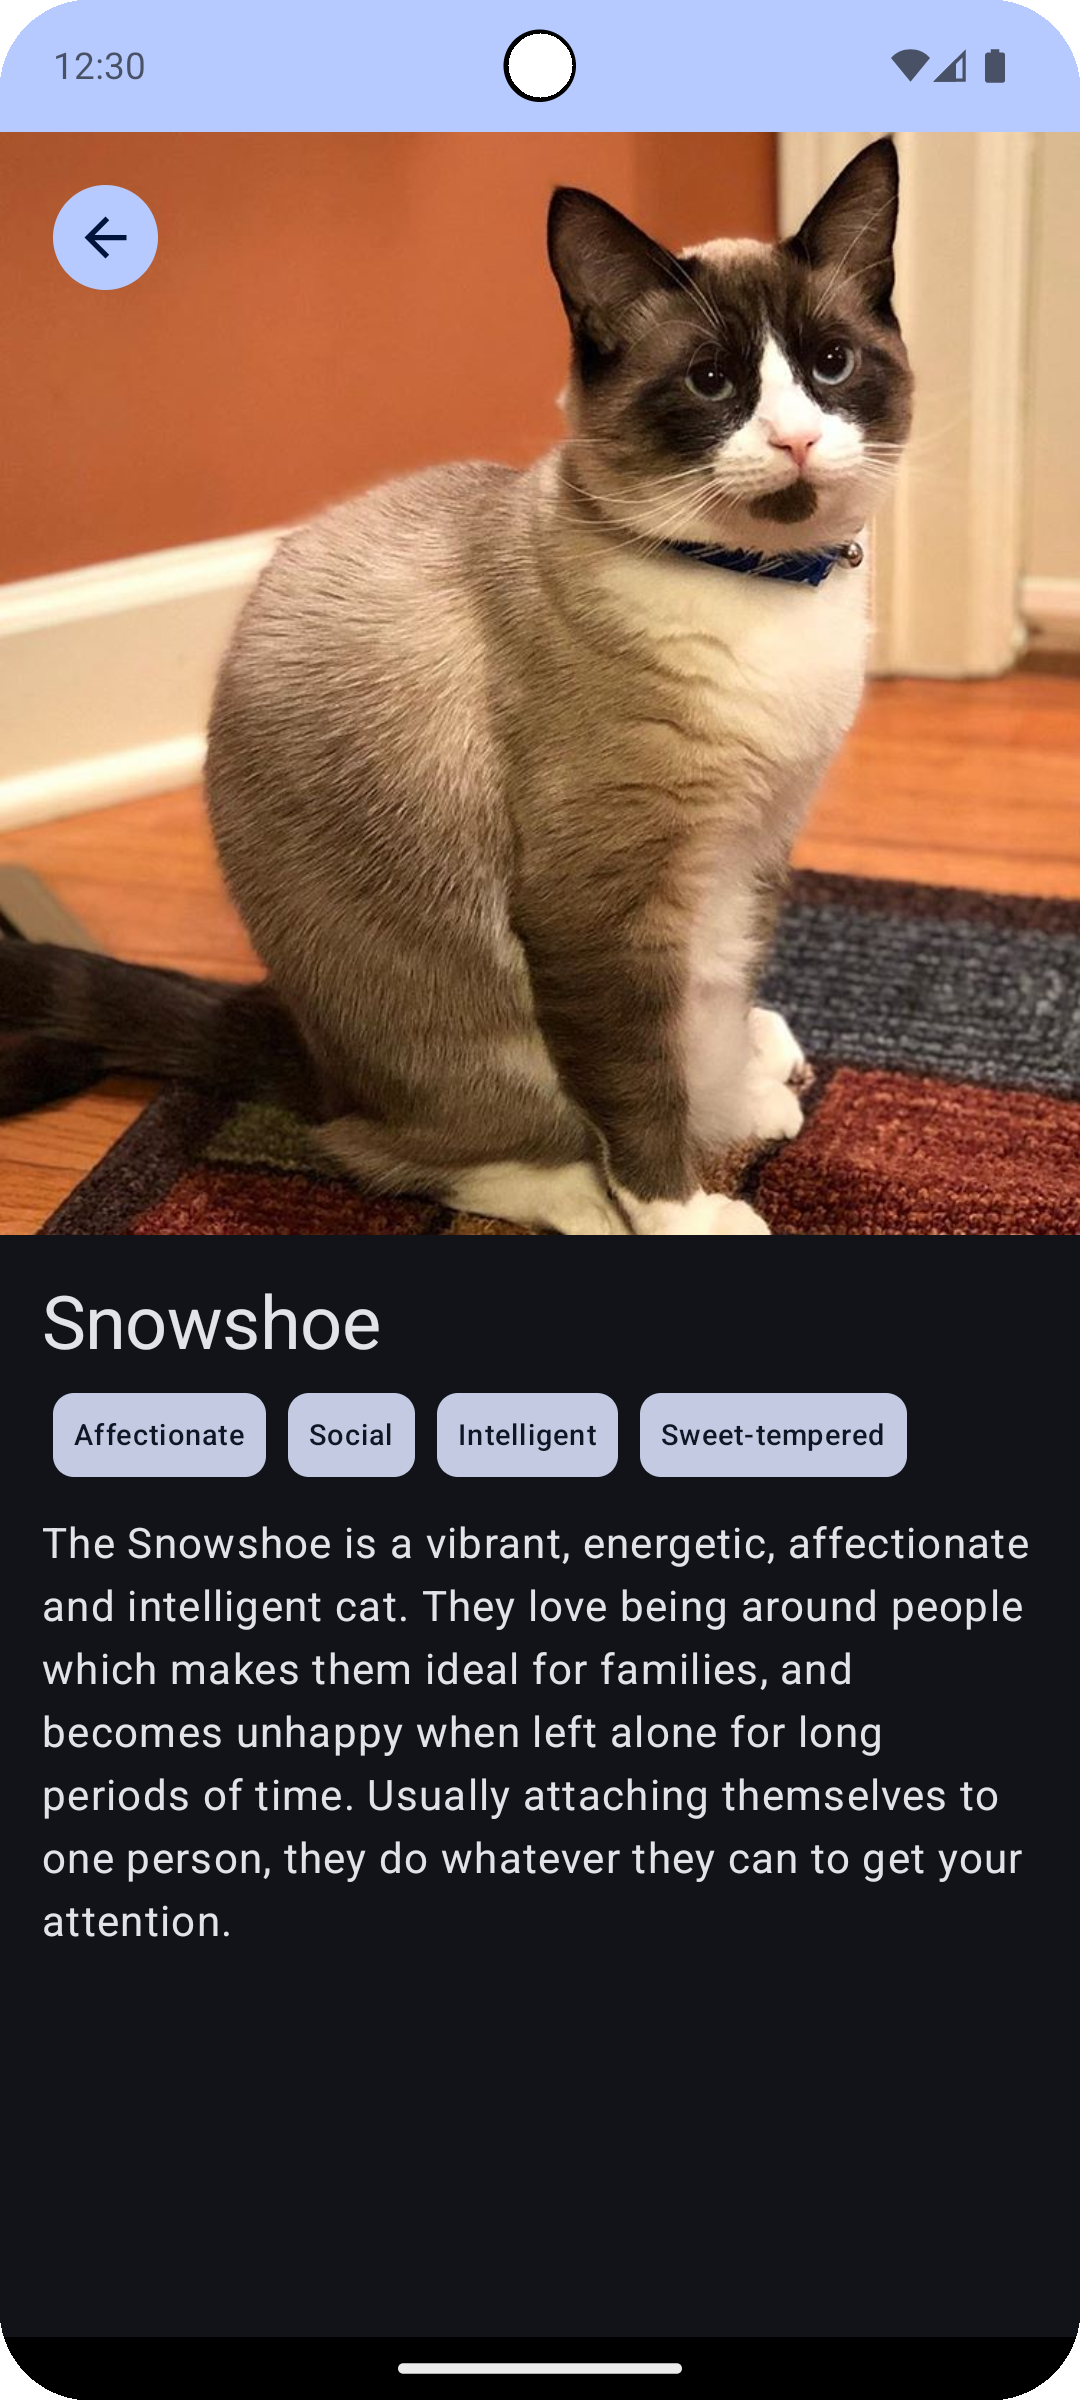 12:30
Snowshoe
Affectionate Social Intelligent Sweet-tempered
The Snowshoe is a vibrant, energetic, affectionate
and intelligent cat. They love being around people
which makes them ideal for families, and
becomes unhappy when left alone for long
periods of time. Usually attaching themselves to
one person, they do whatever they can to get your
attention.